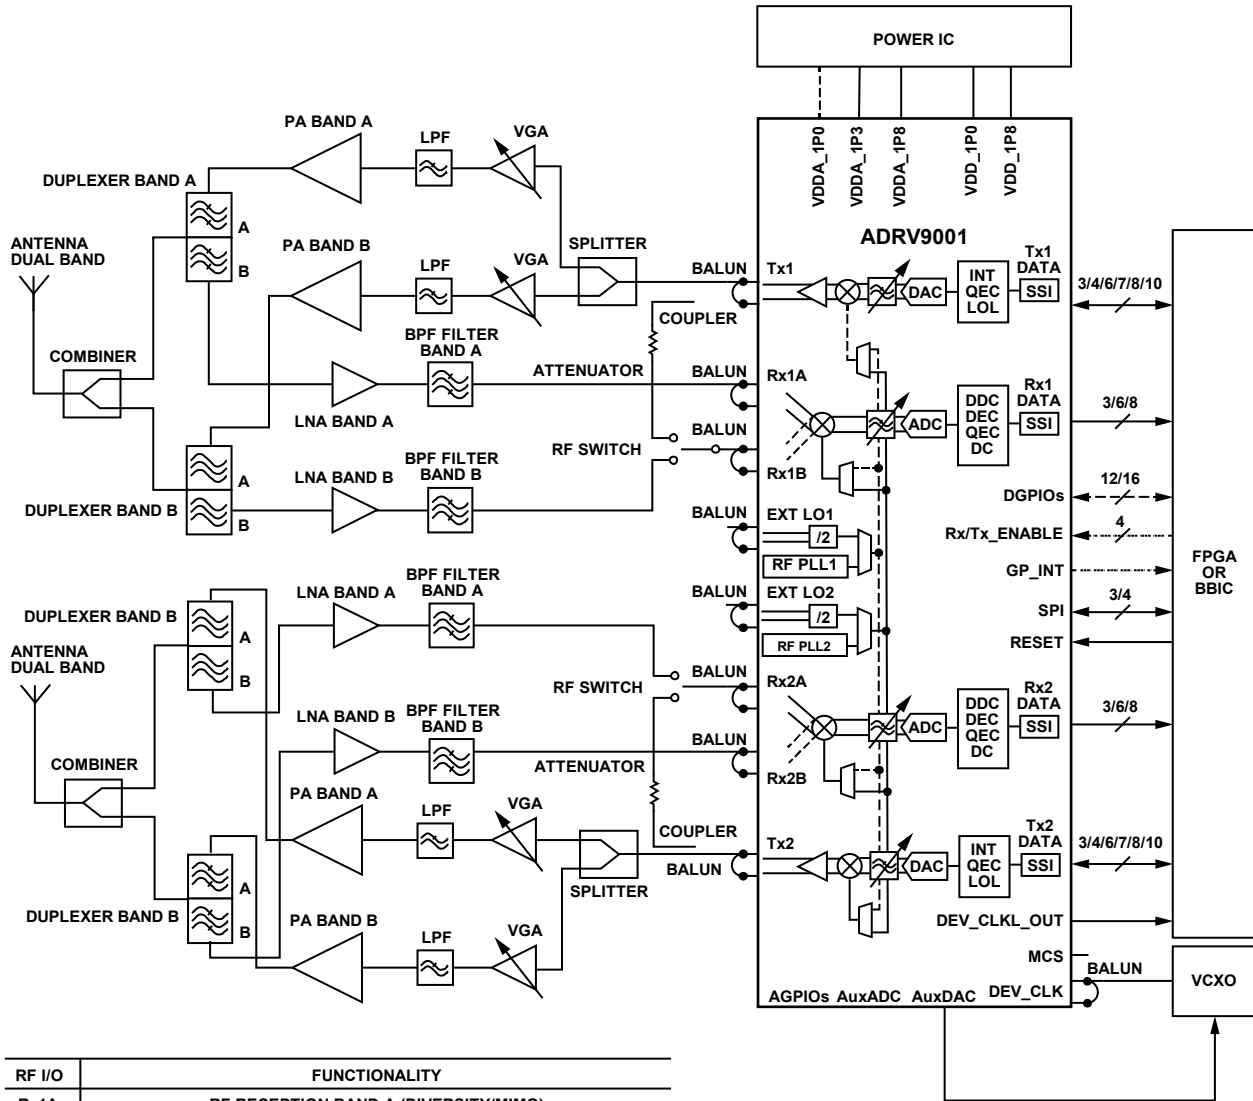 POWER IC
VDDA_1P0
VDDA_1P3
VDDA_1P8
VDD_1P0
VDD_1P8
ADRV9001
PA BAND A
LPF
VGA
DUPLEXER BAND A
A
B
ANTENNA
DUAL BAND
PA BAND B
LPF
VGA
SPLITTER
BALUN
Tx1
DAC
INT
QEC
LOL
Tx1
DATA
SSI
3/4/6/7/8/10
COUPLER
COMBINER
BPF FILTER
BAND A
ATTENUATOR
BALUN
Rx1A
LNA BAND A
ADC
DDC
DEC
QEC
DC
Rx1
DATA
SSI
3/6/8
BALUN
RF SWITCH
Rx1B
BPF FILTER
BAND B
LNA BAND B
A
B
DUPLEXER BAND B
DGPIOs
12/16
BALUN
EXT LO1
/2
RF PLL1
Rx/Tx_ENABLE
4
FPGA
OR
BBIC
GP_INT
BALUN
EXT LO2
/2
RF PLL2
SPI
3/4
RESET
BPF FILTER
BAND A
LNA BAND A
DUPLEXER BAND B
A
B
ANTENNA
DUAL BAND
RF SWITCH
BALUN
Rx2A
ADC
DDC
DEC
QEC
DC
Rx2
DATA
SSI
3/6/8
LNA BAND B
BPF FILTER
BAND B
BALUN
Rx2B
ATTENUATOR
COMBINER
PA BAND A
LPF
VGA
COUPLER
Tx2
BALUN
SPLITTER
DAC
INT
QEC
LOL
Tx2
DATA
SSI
3/4/6/7/8/10
A
B
DUPLEXER BAND B
PA BAND B
LPF
VGA
DEV_CLKL_OUT
MCS
BALUN
DEV_CLK
VCXO
AGPIOs AuxADC AuxDAC
RF I/O FUNCTIONALITY
Rx1A RF RECEPTION BAND A (DIVERSITY/MIMO)